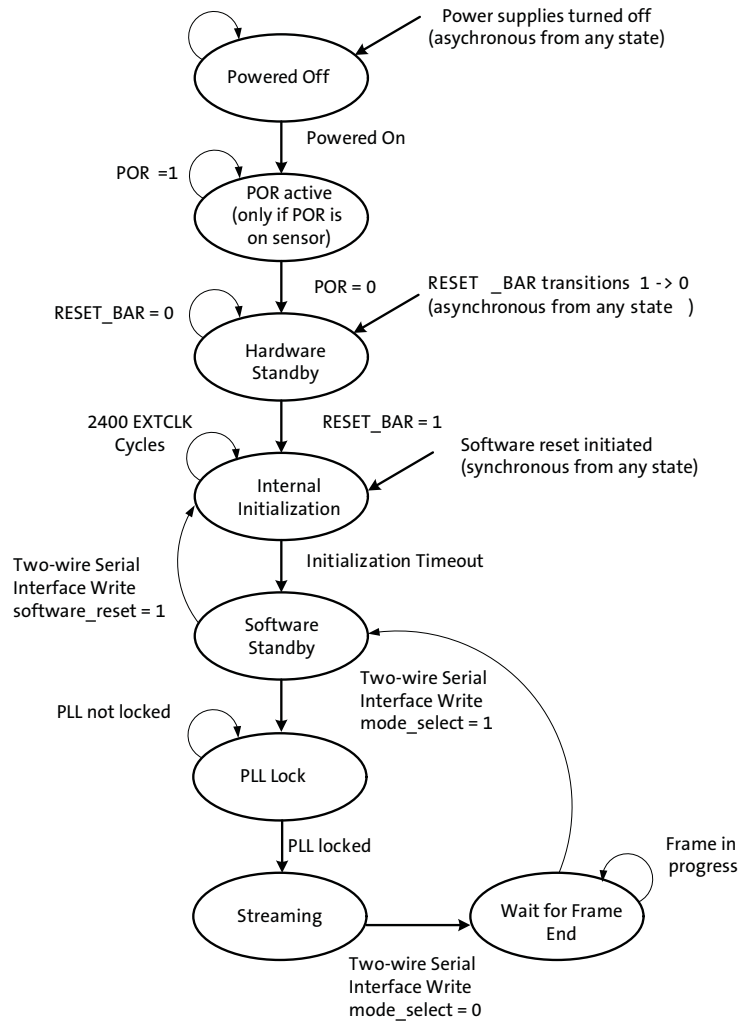 Power supplies turned off
(asychronous from any state)
Powered Off
Powered On
POR =1
POR active
(only if POR is
on sensor)
POR = 0
RESET _BAR transitions 1 -> 0
(asynchronous from any state )
RESET_BAR = 0
Hardware
Standby
2400 EXTCLK
Cycles
RESET_BAR = 1
Software reset initiated
(synchronous from any state)
Internal
Initialization
Initialization Timeout
Two-wire Serial
Interface Write
software_reset = 1
Software
Standby
Two-wire Serial
Interface Write
mode_select = 1
PLL not locked
PLL Lock
PLL locked
Frame in
progress
Streaming
Wait for Frame
End
Two-wire Serial
Interface Write
mode_select = 0